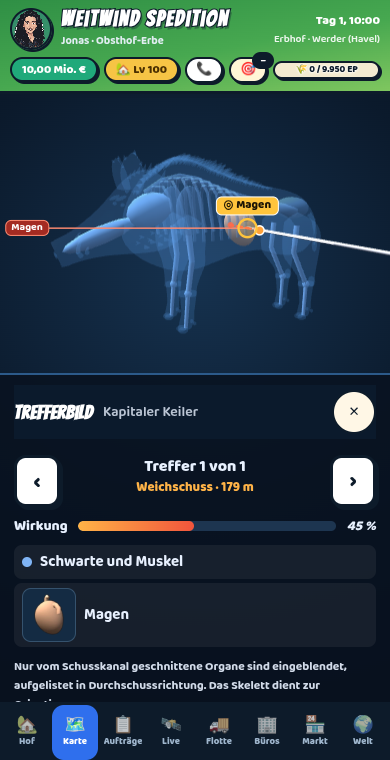 WEITWIND SPEDITION
Jonas · Obsthof-Erbe
Tag 1, 10:00
Erbhof · Werder (Havel)
10,00 Mio. €
Lv 100
–
0 / 9.950 EP
Magen
Magen
TREFFERBILD
Kapitaler Keiler
×
‹
Treffer 1 von 1
Weichschuss · 179 m
›
Wirkung
45 %
Schwarte und Muskel
Magen
Nur vom Schusskanal geschnittene Organe sind eingeblendet,
aufgelistet in Durchschussrichtung. Das Skelett dient zur
Hof
Karte
Aufträge
Live
Flotte
Büros
Markt
Welt